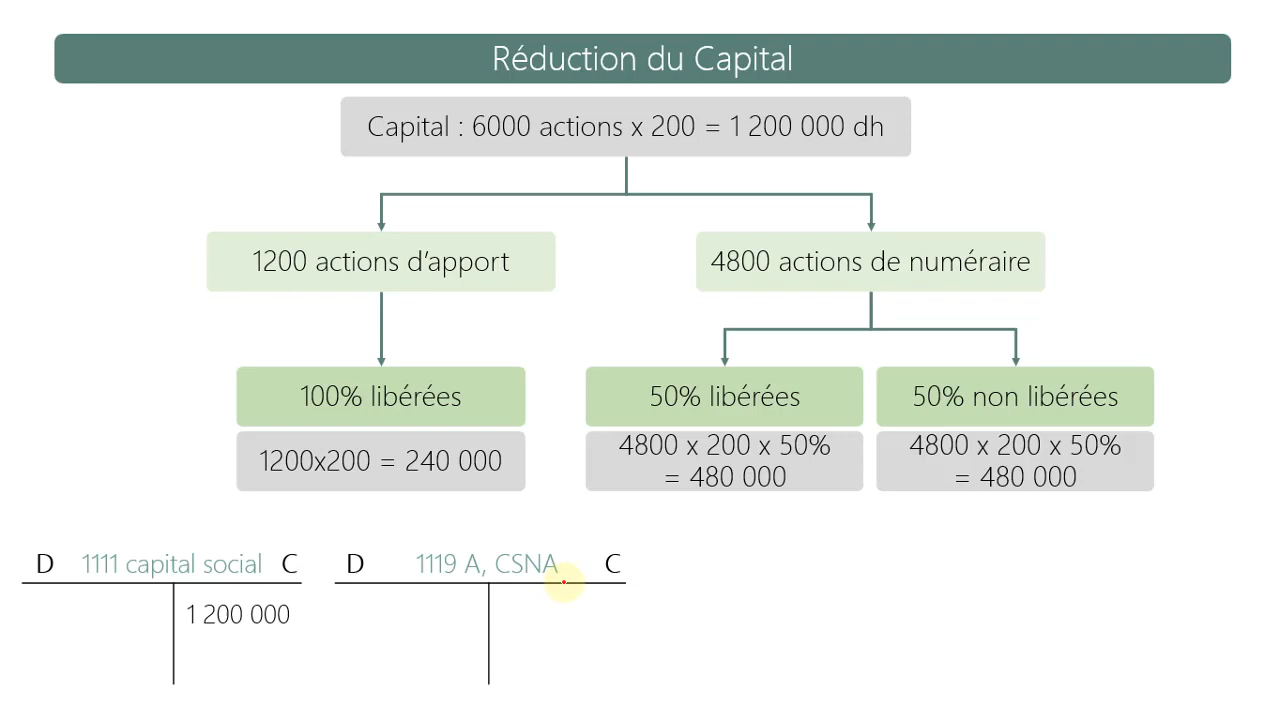 Réduction du Capital
Capital : 6000 actions x 200 = 1 200 000 dh
1200 actions d’apport
4800 actions de numéraire
100% libérées
50% libérées
50% non libérées
1200x200 = 240 000
4800 x 200 x 50%
= 480 000
4800 x 200 x 50%
= 480 000
D 1111 capital social C
D 1119 A, CSNA C
1 200 000